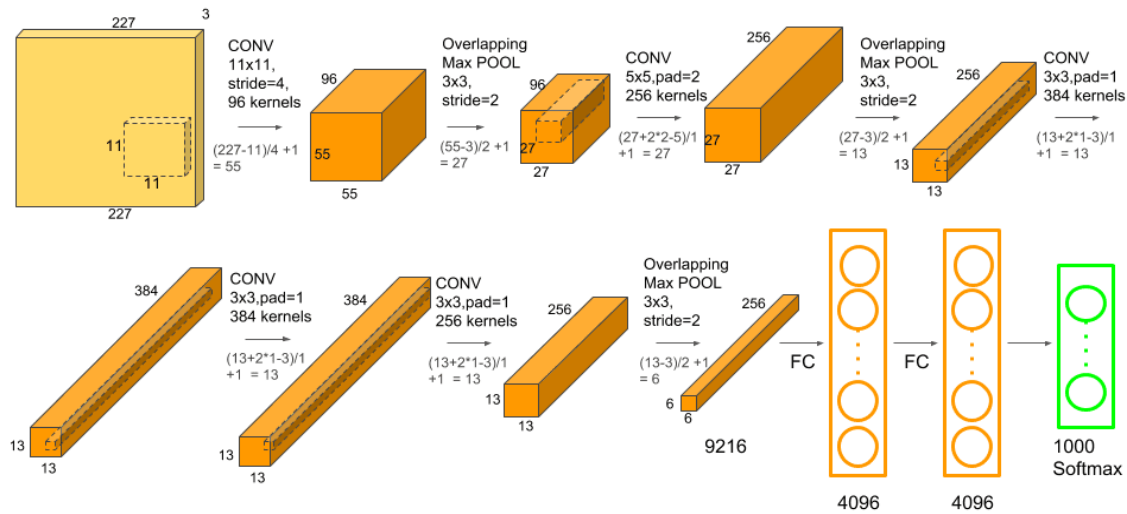 227
3
11
11
227
CONV
11x11,
stride=4,
96 kernels
(227-11)/4 +1
= 55
96
55
55
Overlapping
Max POOL
3x3,
stride=2
(55-3)/2 +1
= 27
96
27
27
CONV
5x5,pad=2
256 kernels
(27+2*2-5)/1
+1 = 27
256
27
27
Overlapping
Max POOL
3x3,
stride=2
(27-3)/2 +1
= 13
256
13
13
CONV
3x3,pad=1
384 kernels
(13+2*1-3)/1
+1 = 13
384
13
13
CONV
3x3,pad=1
384 kernels
(13+2*1-3)/1
+1 = 13
384
13
13
CONV
3x3,pad=1
256 kernels
(13+2*1-3)/1
+1 = 13
256
13
13
Overlapping
Max POOL
3x3,
stride=2
(13-3)/2 +1
= 6
256
6
6
9216
FC
4096
FC
4096
1000
Softmax